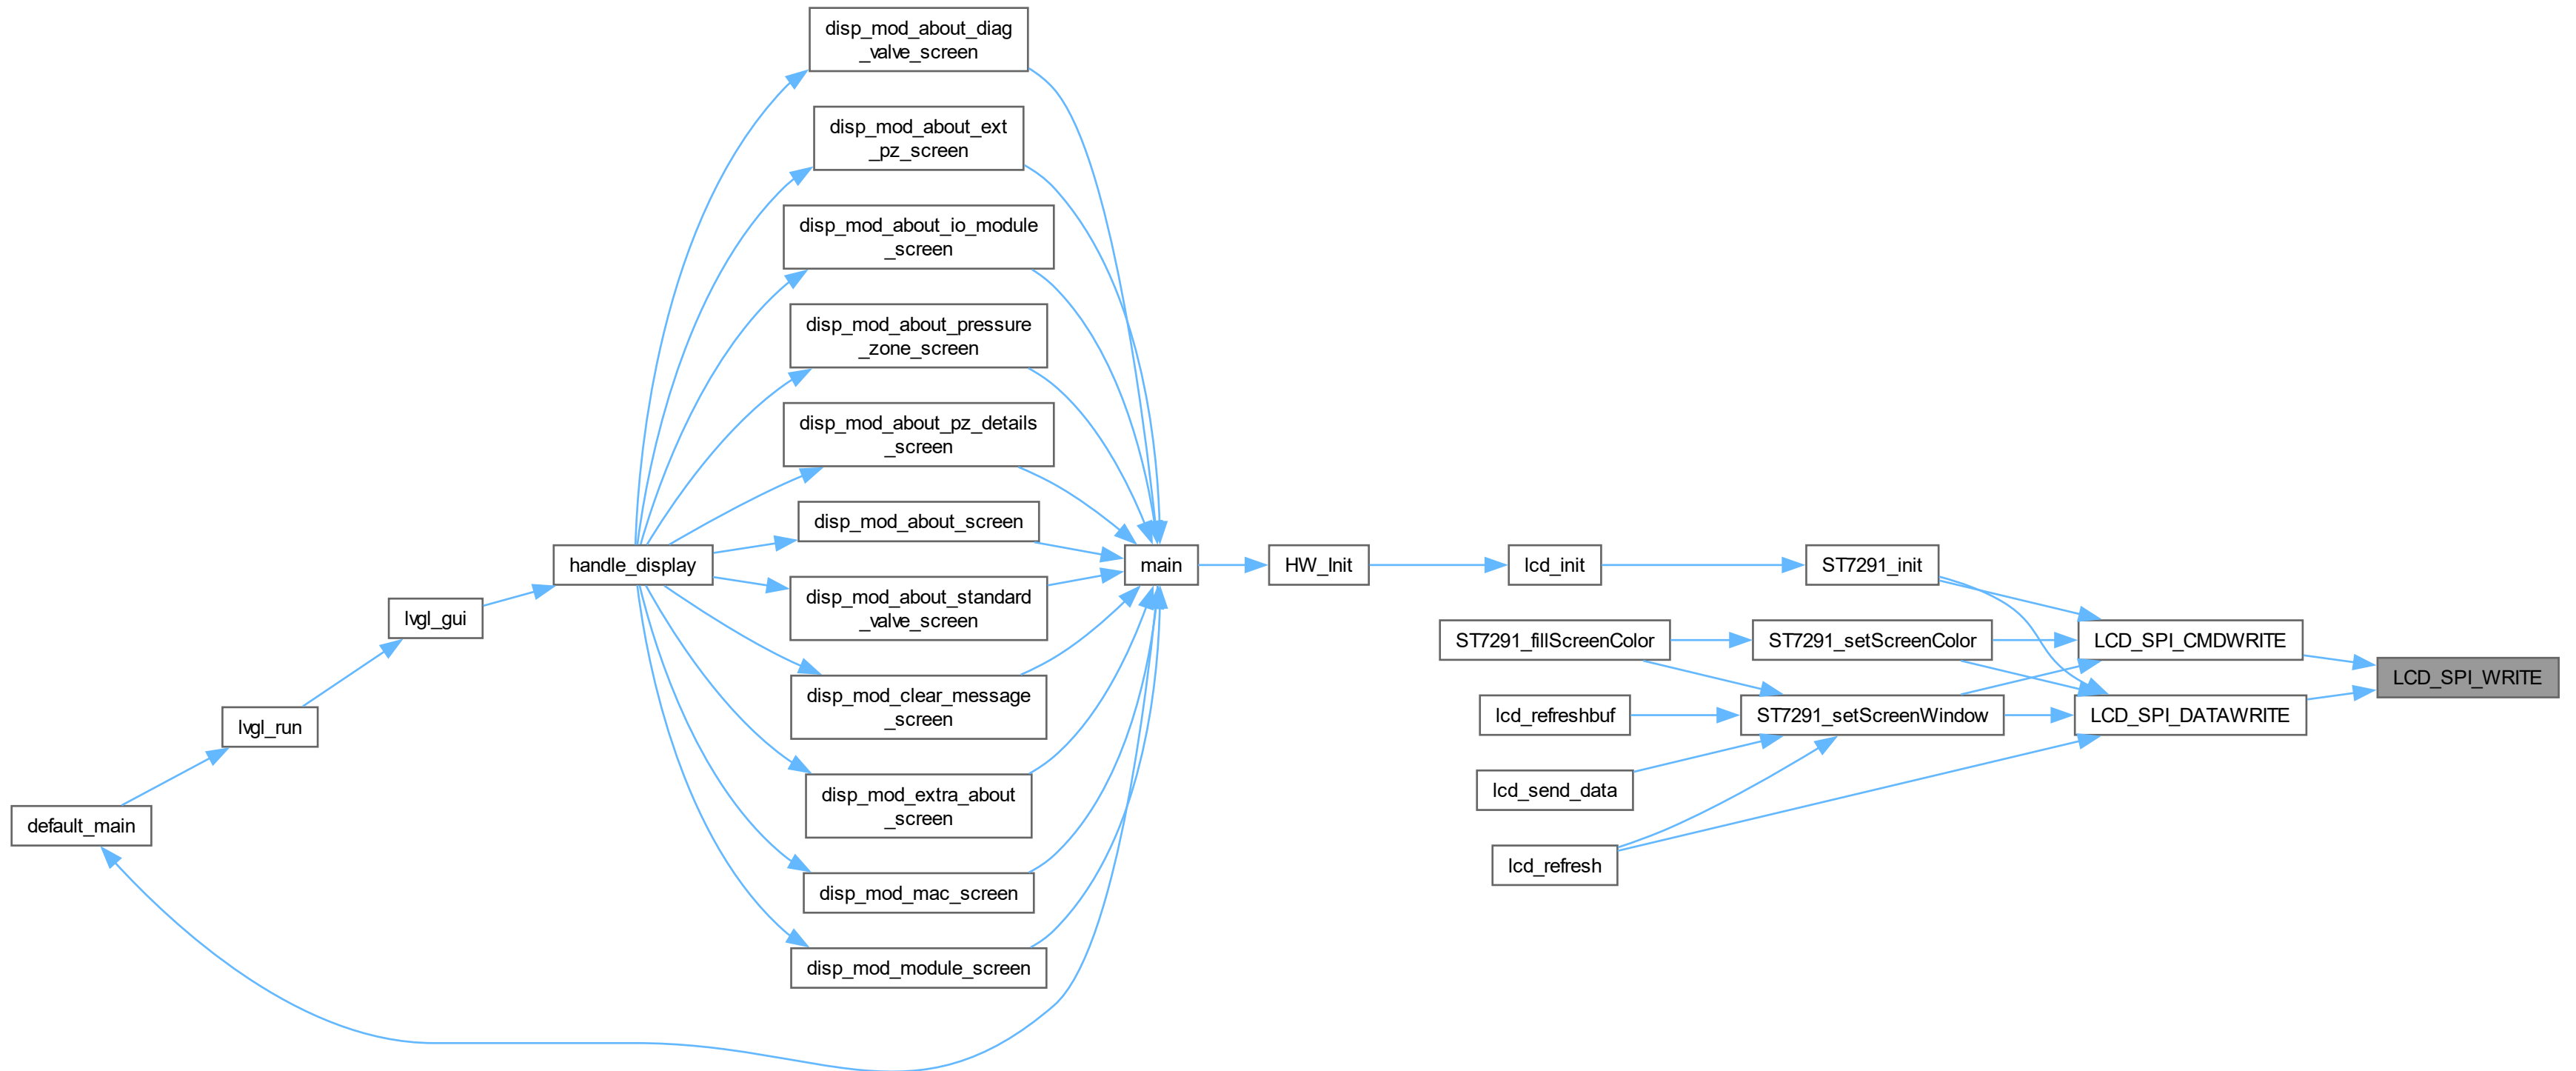 disp_mod_about_diag
_valve_screen
disp_mod_about_ext
_pz_screen
disp_mod_about_io_module
_screen
disp_mod_about_pressure
_zone_screen
disp_mod_about_pz_details
_screen
disp_mod_about_screen
handle_display
main
HW_Init
lcd_init
ST7291_init
disp_mod_about_standard
_valve_screen
lvgl_gui
ST7291_fillScreenColor
ST7291_setScreenColor
LCD_SPI_CMDWRITE
LCD_SPI_WRITE
disp_mod_clear_message
_screen
lcd_refreshbuf
ST7291_setScreenWindow
LCD_SPI_DATAWRITE
lvgl_run
lcd_send_data
disp_mod_extra_about
_screen
default_main
lcd_refresh
disp_mod_mac_screen
disp_mod_module_screen